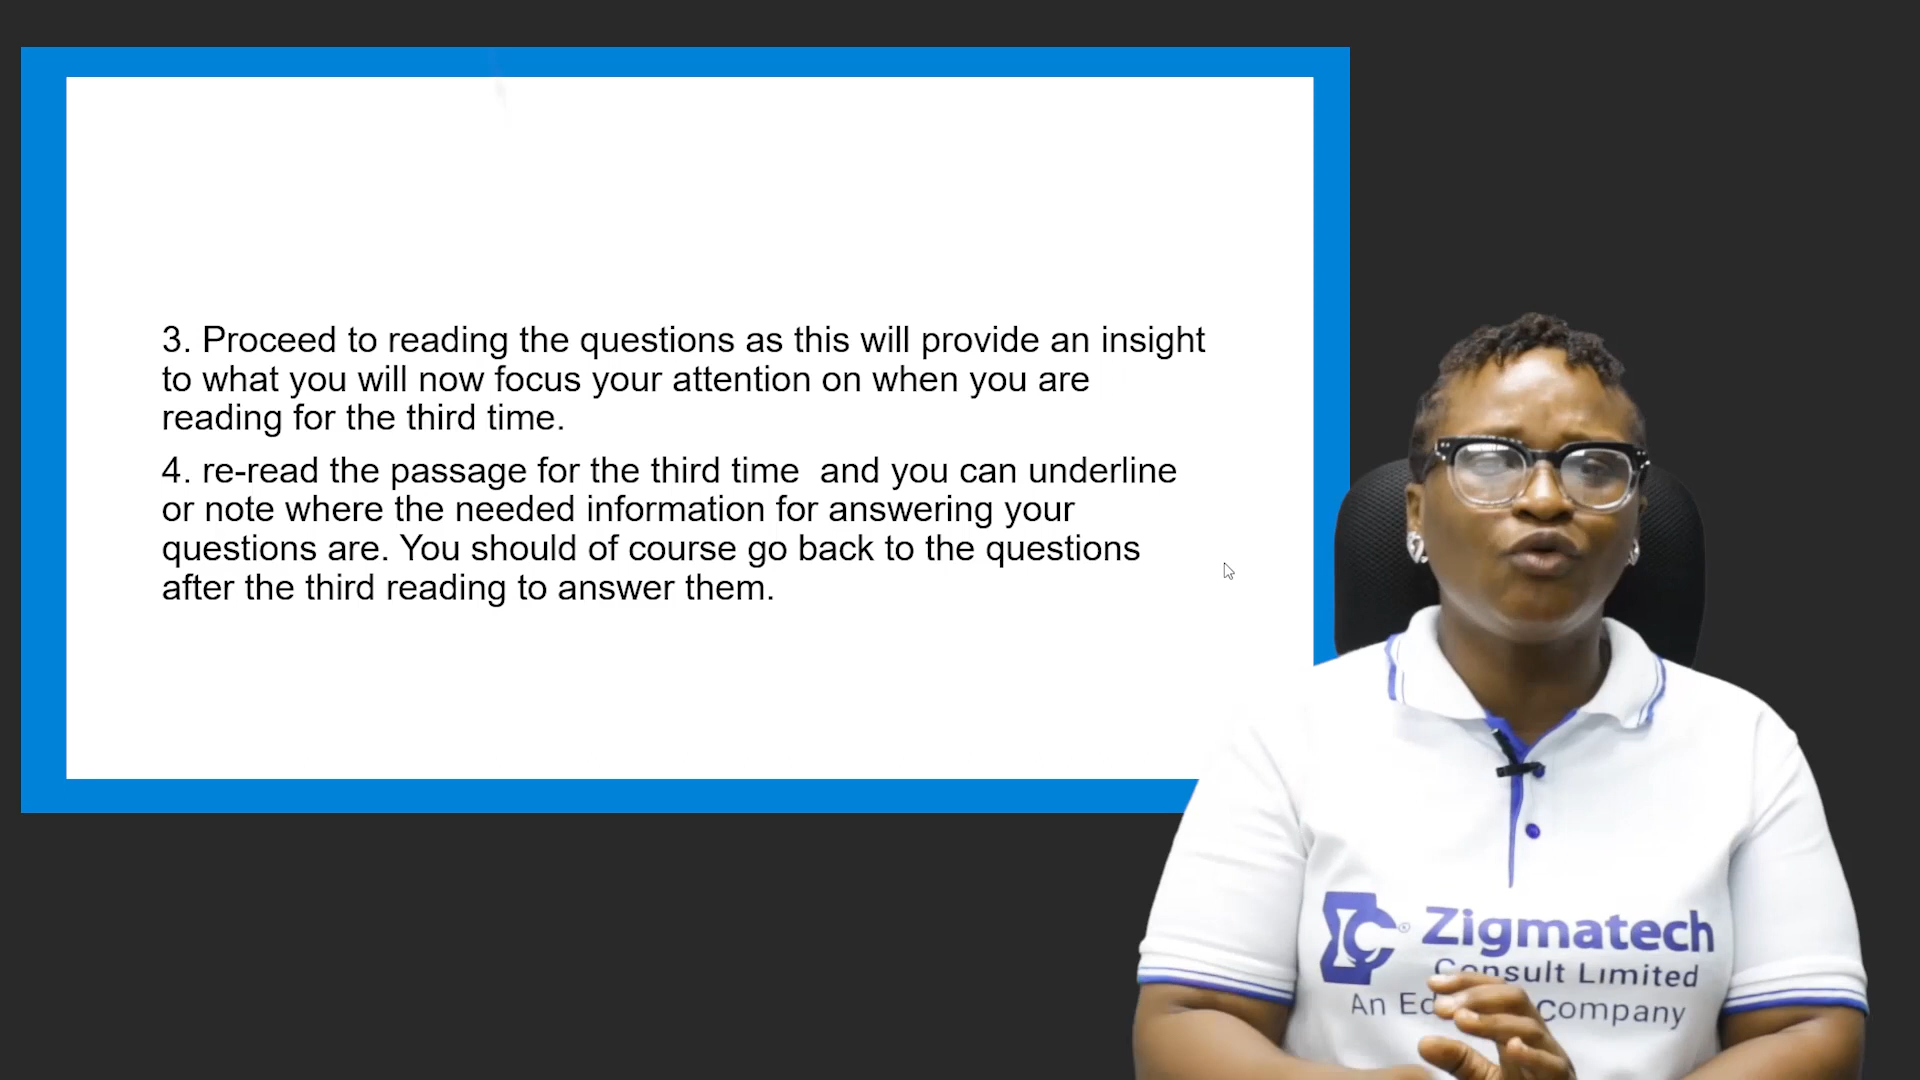 3. Proceed to reading the questions as this will provide an insight
to what you will now focus your attention on when you are
reading for the third time.
4. re-read the passage for the third time  and you can underline
or note where the needed information for answering your
questions are. You should of course go back to the questions
after the third reading to answer them.
Zigmatech
Consult Limited
An Company